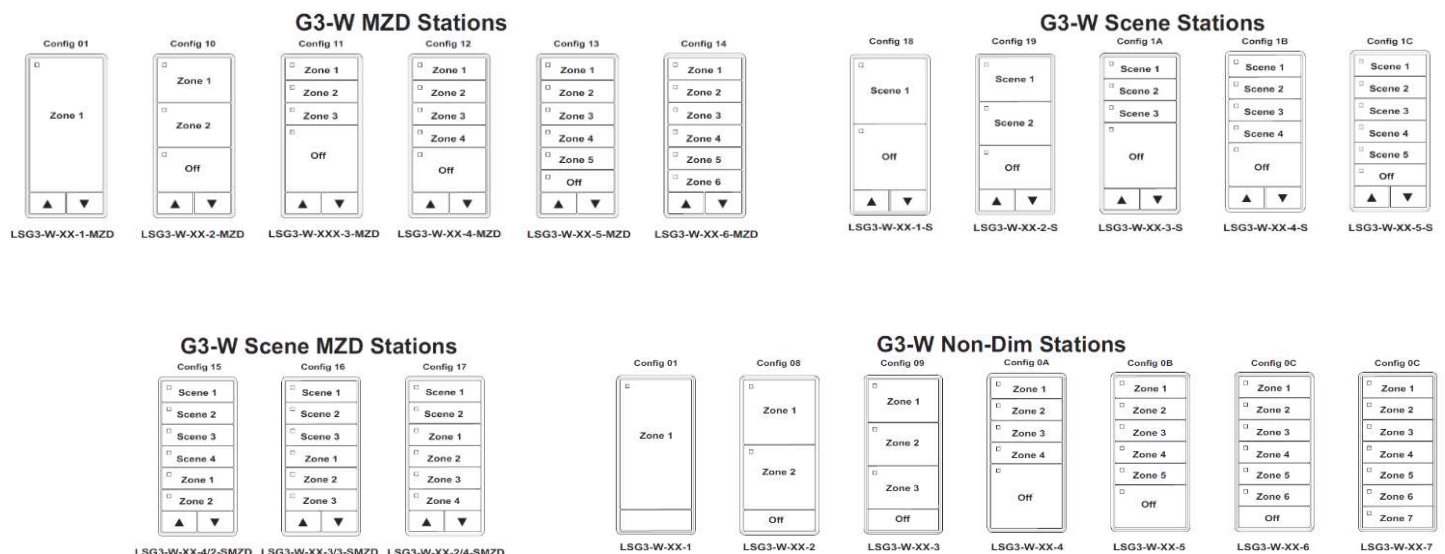 G3-W MZD Stations
Config 01
Zone 1
▲ ▼
LSG3-W-XX-1-MZD
Config 10
Zone 1
Zone 2
Off
▲ ▼
LSG3-W-XX-2-MZD
Config 11
Zone 1
Zone 2
Zone 3
Off
▲ ▼
LSG3-W-XXX-3-MZD
Config 12
Zone 1
Zone 2
Zone 3
Zone 4
Off
▲ ▼
LSG3-W-XX-4-MZD
Config 13
Zone 1
Zone 2
Zone 3
Zone 4
Zone 5
Off
▲ ▼
LSG3-W-XX-5-MZD
Config 14
Zone 1
Zone 2
Zone 3
Zone 4
Zone 5
Zone 6
▲ ▼
LSG3-W-XX-6-MZD
G3-W Scene Stations
Config 18
Scene 1
Off
▲ ▼
LSG3-W-XX-1-S
Config 19
Scene 1
Scene 2
Off
▲ ▼
LSG3-W-XX-2-S
Config 1A
Scene 1
Scene 2
Scene 3
Off
▲ ▼
LSG3-W-XX-3-S
Config 1B
Scene 1
Scene 2
Scene 3
Scene 4
Off
▲ ▼
LSG3-W-XX-4-S
Config 1C
Scene 1
Scene 2
Scene 3
Scene 4
Scene 5
Off
▲ ▼
LSG3-W-XX-5-S
G3-W Scene MZD Stations
Config 15
Scene 1
Scene 2
Scene 3
Scene 4
Zone 1
Zone 2
▲ ▼
LSG3-W-XX-4/2-SMZD
Config 16
Scene 1
Scene 2
Scene 3
Zone 1
Zone 2
Zone 3
▲ ▼
LSG3-W-XX-3/3-SMZD
Config 17
Scene 1
Scene 2
Zone 1
Zone 2
Zone 3
Zone 4
▲ ▼
LSG3-W-XX-2/4-SMZD
G3-W Non-Dim Stations
Config 01
Zone 1
LSG3-W-XX-1
Config 08
Zone 1
Zone 2
Off
LSG3-W-XX-2
Config 09
Zone 1
Zone 2
Zone 3
Off
LSG3-W-XX-3
Config 0A
Zone 1
Zone 2
Zone 3
Zone 4
Off
LSG3-W-XX-4
Config 0B
Zone 1
Zone 2
Zone 3
Zone 4
Zone 5
Off
LSG3-W-XX-5
Config 0C
Zone 1
Zone 2
Zone 3
Zone 4
Zone 5
Zone 6
Off
LSG3-W-XX-6
Config 0C
Zone 1
Zone 2
Zone 3
Zone 4
Zone 5
Zone 6
Zone 7
LSG3-W-XX-7